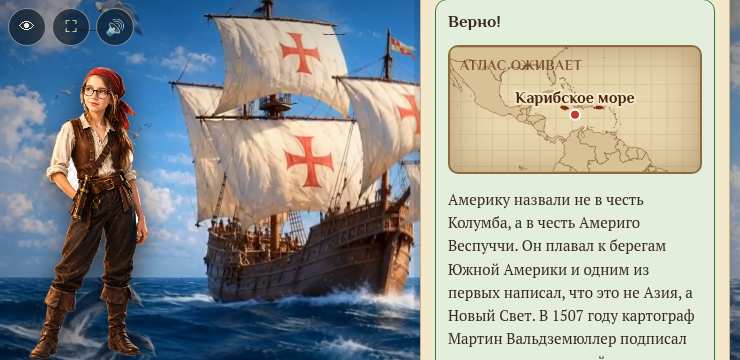 Верно!
АТЛАС ОЖИВАЕТ
Карибское море
Америку назвали не в честь
Колумба, а в честь Америго
Веспуччи. Он плавал к берегам
Южной Америки и одним из
первых написал, что это не Азия, а
Новый Свет. В 1507 году картограф
Мартин Вальдземюллер подписал